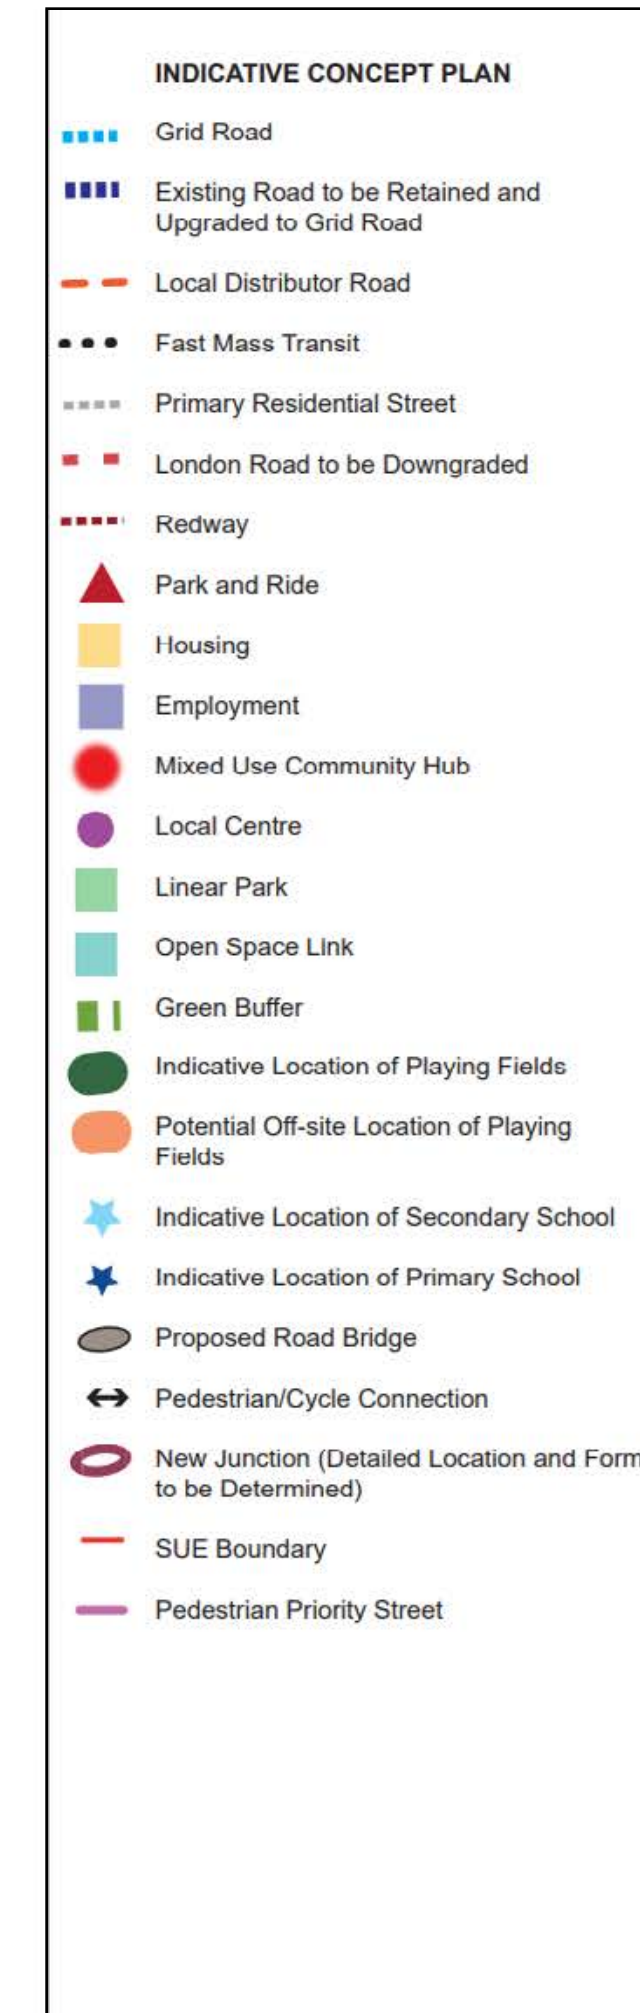 INDICATIVE CONCEPT PLAN
Grid Road
Existing Road to be Retained and
Upgraded to Grid Road
Local Distributor Road
Fast Mass Transit
Primary Residential Street
London Road to be Downgraded
Redway
Park and Ride
Housing
Employment
Mixed Use Community Hub
Local Centre
Linear Park
Open Space Link
Green Buffer
Indicative Location of Playing Fields
Potential Off-site Location of Playing
Fields
Indicative Location of Secondary School
Indicative Location of Primary School
Proposed Road Bridge
Pedestrian/Cycle Connection
New Junction (Detailed Location and Form
to be Determined)
SUE Boundary
Pedestrian Priority Street